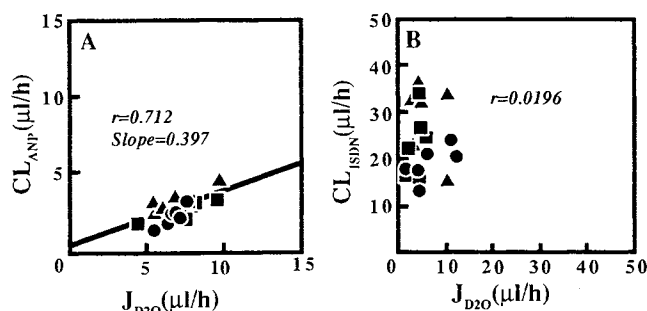 A
r=0.712
Slope=0.397
CL_ANP (μl/h)
15
10
5
0
5
10
15
J_D2O (μl/h)
B
r=0.0196
CL_ISDN (μl/h)
50
40
30
20
10
0
10
20
30
40
50
J_D2O (μl/h)